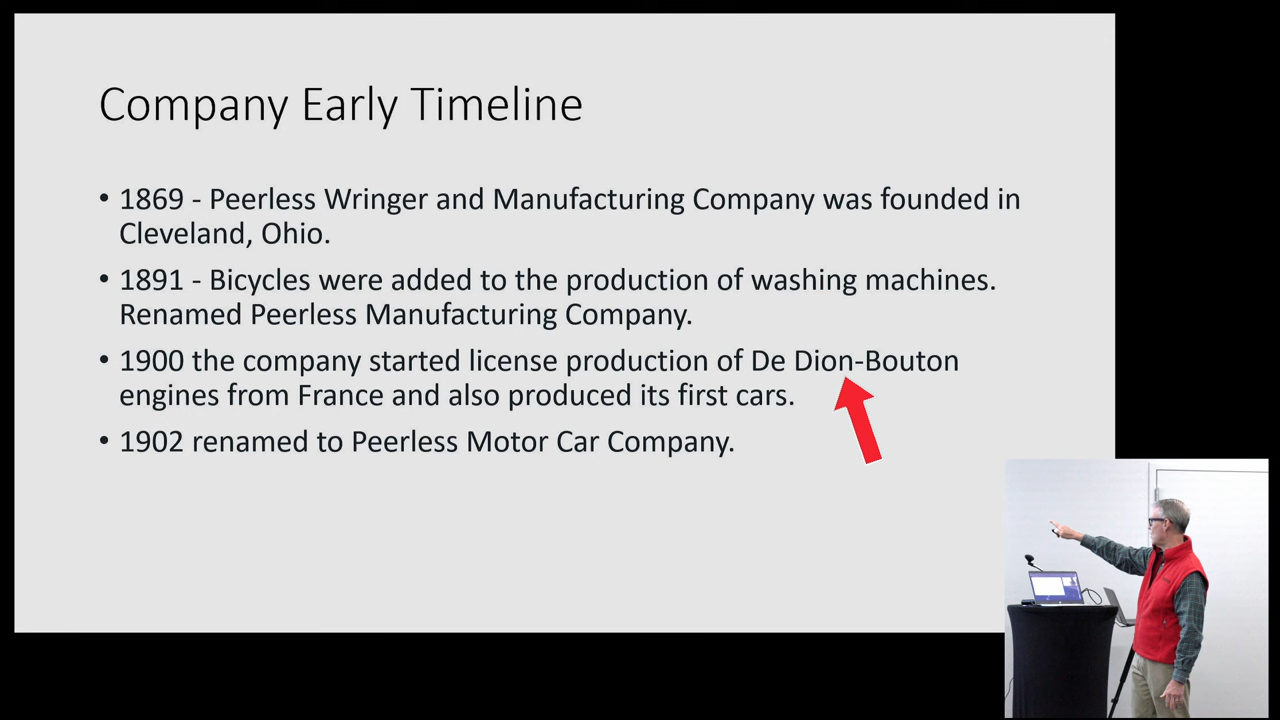 Company Early Timeline
• 1869 - Peerless Wringer and Manufacturing Company was founded in
Cleveland, Ohio.
• 1891 - Bicycles were added to the production of washing machines.
Renamed Peerless Manufacturing Company.
• 1900 the company started license production of De Dion-Bouton
engines from France and also produced its first cars.
• 1902 renamed to Peerless Motor Car Company.